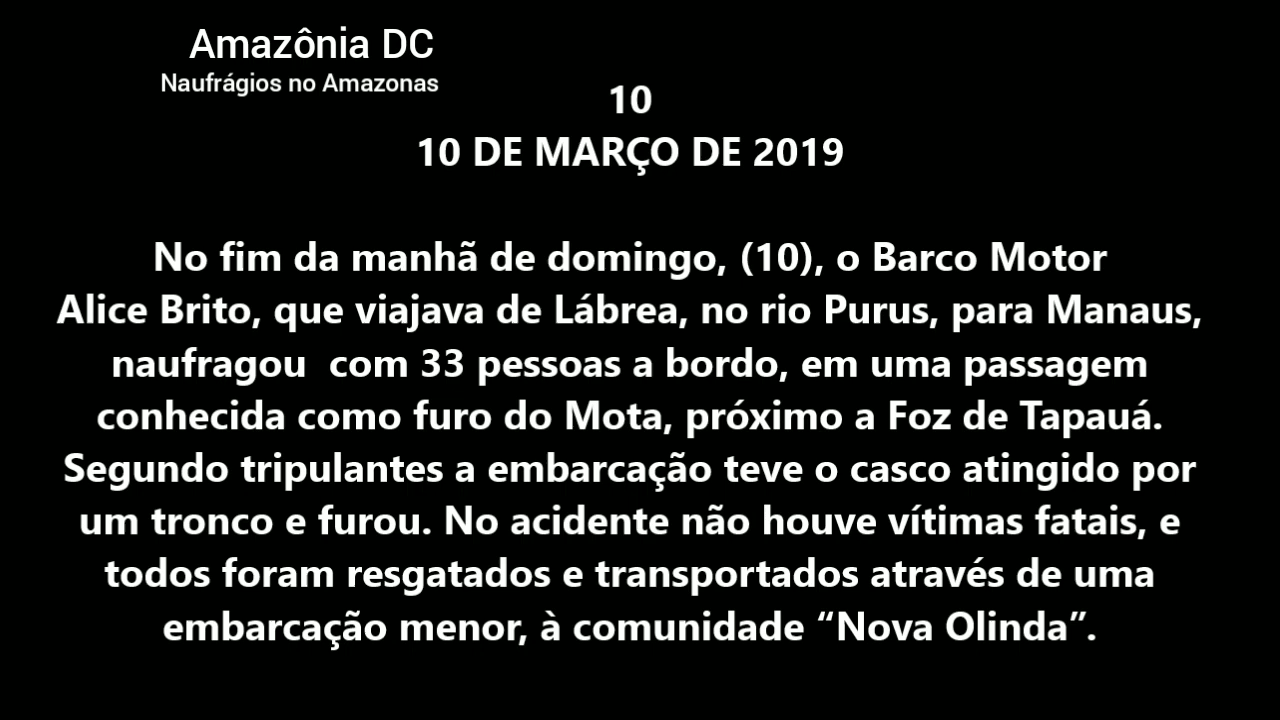 Amazônia DC
Naufrágios no Amazonas
10
10 DE MARÇO DE 2019
No fim da manhã de domingo, (10), o Barco Motor
Alice Brito, que viajava de Lábrea, no rio Purus, para Manaus,
naufragou  com 33 pessoas a bordo, em uma passagem
conhecida como furo do Mota, próximo a Foz de Tapauá.
Segundo tripulantes a embarcação teve o casco atingido por
um tronco e furou. No acidente não houve vítimas fatais, e
todos foram resgatados e transportados através de uma
embarcação menor, à comunidade “Nova Olinda”.